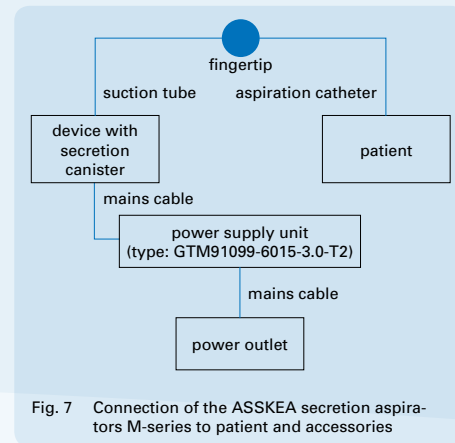 fingertip
suction tube
aspiration catheter
device with
secretion
canister
patient
mains cable
power supply unit
(type: GTM91099-6015-3.0-T2)
mains cable
power outlet
Fig. 7 Connection of the ASSKEA secretion aspira-
tors M-series to patient and accessories